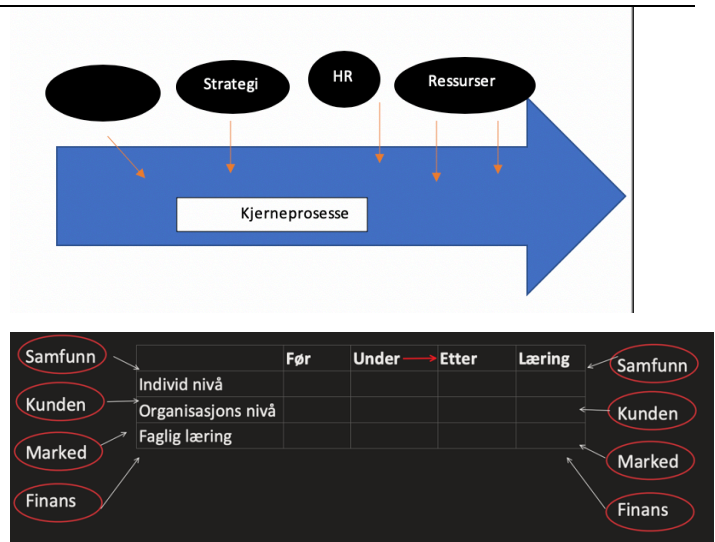 Strategi
HR
Ressurser
Kjerneprosesse
Samfunn
Før Under Etter Læring
Samfunn
Individ nivå
Kunden
Organisasjons nivå
Kunden
Faglig læring
Marked
Marked
Finans
Finans